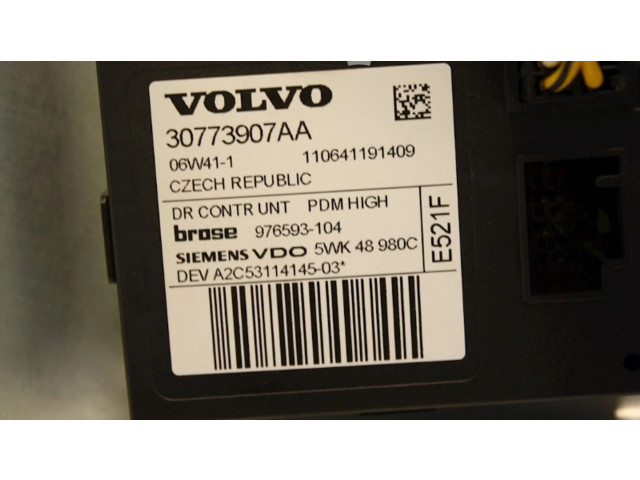 VOLVO
30773907AA
06W41-1 110641191409
CZECH REPUBLIC
DR CONTR UNT PDM HIGH
brose 976593-104
SIEMENS VDO 5WK 48 980C
DEV A2C53114145-03*
E521F